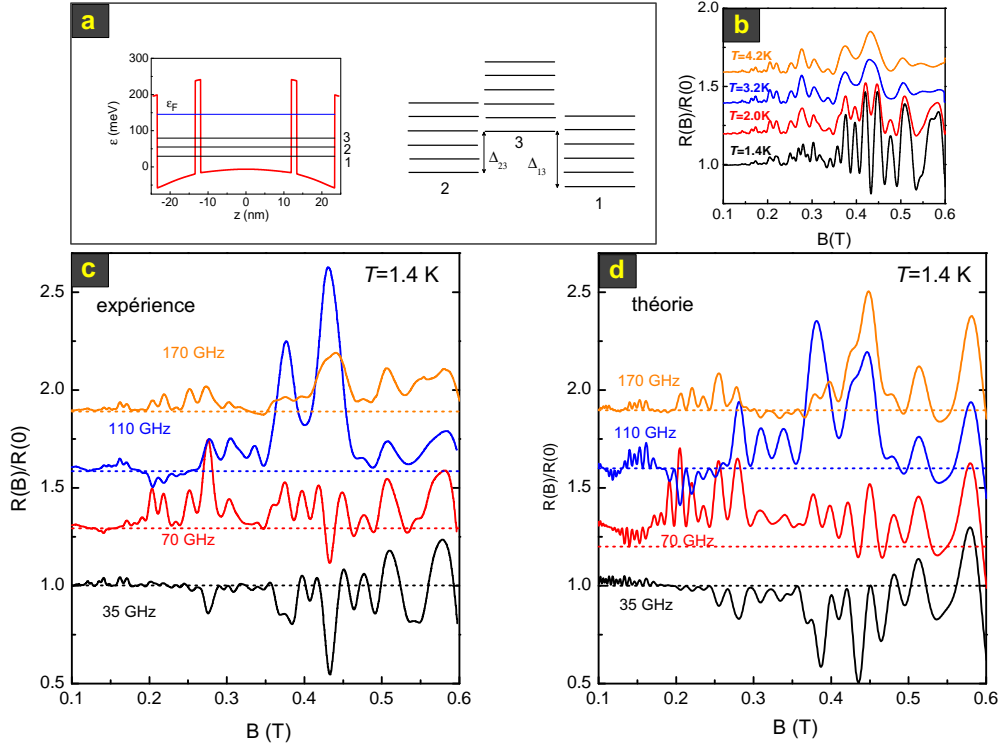 a
300
200
100
0
ε (meV)
εF
3
2
1
-20 -10 0 10 20
z (nm)
Δ23
Δ13
3
2
1
b
R(B)/R(0)
1.5
1.0
T=4.2K
T=3.2K
T=2.0K
T=1.4K
0.1 0.2 0.3 0.4 0.5 0.6
B(T)
c
T=1.4 K
expérience
R(B)/R(0)
2.5
2.0
1.5
1.0
0.5
170 GHz
110 GHz
70 GHz
35 GHz
0.1 0.2 0.3 0.4 0.5 0.6
B (T)
d
T=1.4 K
théorie
R(B)/R(0)
2.5
2.0
1.5
1.0
0.5
170 GHz
110 GHz
70 GHz
35 GHz
0.1 0.2 0.3 0.4 0.5 0.6
B (T)